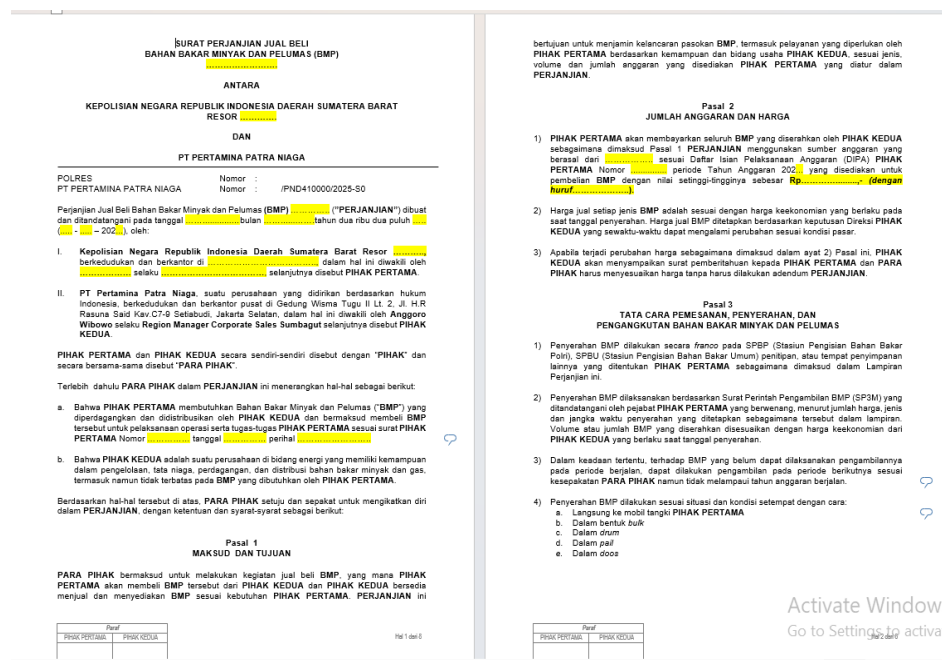 SURAT PERJANJIAN JUAL BELI
BAHAN BAKAR MINYAK DAN PELUMAS (BMP)
……………………
ANTARA
KEPOLISIAN NEGARA REPUBLIK INDONESIA DAERAH SUMATERA BARAT
RESOR ………….
DAN
PT PERTAMINA PATRA NIAGA
POLRES Nomor :
PT PERTAMINA PATRA NIAGA Nomor : /PND410000/2025-S0
Perjanjian Jual Beli Bahan Bakar Minyak dan Pelumas (BMP) …………. ("PERJANJIAN") dibuat
dan ditandatangani pada tanggal ...................bulan ................tahun dua ribu dua puluh .....
(..... - ..... – 202...), oleh:
I. Kepolisian Negara Republik Indonesia Daerah Sumatera Barat Resor ………..,
berkedudukan dan berkantor di ……………………………., dalam hal ini diwakili oleh
……………. selaku ……………………………, selanjutnya disebut PIHAK PERTAMA.
II. PT Pertamina Patra Niaga, suatu perusahaan yang didirikan berdasarkan hukum
Indonesia, berkedudukan dan berkantor pusat di Gedung Wisma Tugu II Lt. 2, Jl. H.R
Rasuna Said Kav.C7-9 Setiabudi, Jakarta Selatan, dalam hal ini diwakili oleh Anggoro
Wibowo selaku Region Manager Corporate Sales Sumbagut selanjutnya disebut PIHAK
KEDUA.
PIHAK PERTAMA dan PIHAK KEDUA secara sendiri-sendiri disebut dengan "PIHAK" dan
secara bersama-sama disebut "PARA PIHAK".
Terlebih dahulu PARA PIHAK dalam PERJANJIAN ini menerangkan hal-hal sebagai berikut:
a. Bahwa PIHAK PERTAMA membutuhkan Bahan Bakar Minyak dan Pelumas ("BMP") yang
diperdagangkan dan didistribusikan oleh PIHAK KEDUA dan bermaksud membeli BMP
tersebut untuk pelaksanaan operasi serta tugas-tugas PIHAK PERTAMA sesuai surat PIHAK
PERTAMA Nomor …………… tanggal …………… perihal ……………………
b. Bahwa PIHAK KEDUA adalah suatu perusahaan di bidang energi yang memiliki kemampuan
dalam pengelolaan, tata niaga, perdagangan, dan distribusi bahan bakar minyak dan gas,
termasuk namun tidak terbatas pada BMP yang dibutuhkan oleh PIHAK PERTAMA.
Berdasarkan hal-hal tersebut di atas, PARA PIHAK setuju dan sepakat untuk mengikatkan diri
dalam PERJANJIAN, dengan ketentuan dan syarat-syarat sebagai berikut:
Pasal 1
MAKSUD DAN TUJUAN
PARA PIHAK bermaksud untuk melakukan kegiatan jual beli BMP, yang mana PIHAK
PERTAMA akan membeli BMP tersebut dari PIHAK KEDUA dan PIHAK KEDUA bersedia
menjual dan menyediakan BMP sesuai kebutuhan PIHAK PERTAMA. PERJANJIAN ini
Paraf
PIHAK PERTAMA PIHAK KEDUA
Hal 1 dari 5
bertujuan untuk menjamin kelancaran pasokan BMP, termasuk pelayanan yang diperlukan oleh
PIHAK PERTAMA berdasarkan kemampuan dan bidang usaha PIHAK KEDUA, sesuai jenis,
volume dan jumlah anggaran yang disediakan PIHAK PERTAMA yang diatur dalam
PERJANJIAN.
Pasal 2
JUMLAH ANGGARAN DAN HARGA
1) PIHAK PERTAMA akan membayarkan seluruh BMP yang diserahkan oleh PIHAK KEDUA
sebagaimana dimaksud Pasal 1 PERJANJIAN menggunakan sumber anggaran yang
berasal dari …………….. sesuai Daftar Isian Pelaksanaan Anggaran (DIPA) PIHAK
PERTAMA Nomor ............. periode Tahun Anggaran 202... yang disediakan untuk
pembelian BMP dengan nilai setinggi-tingginya sebesar Rp…………........,- (dengan
huruf………………..).
2) Harga jual setiap jenis BMP adalah sesuai dengan harga keekonomian yang berlaku pada
saat tanggal penyerahan. Harga jual BMP ditetapkan berdasarkan keputusan Direksi PIHAK
KEDUA yang sewaktu-waktu dapat mengalami perubahan sesuai kondisi pasar.
3) Apabila terjadi perubahan harga sebagaimana dimaksud dalam ayat 2) Pasal ini, PIHAK
KEDUA akan menyampaikan surat pemberitahuan kepada PIHAK PERTAMA dan PARA
PIHAK harus menyesuaikan harga tanpa harus dilakukan adendum PERJANJIAN.
Pasal 3
TATA CARA PEMESANAN, PENYERAHAN, DAN
PENGANGKUTAN BAHAN BAKAR MINYAK DAN PELUMAS
1) Penyerahan BMP dilakukan secara franco pada SPBP (Stasiun Pengisian Bahan Bakar
Polri), SPBU (Stasiun Pengisian Bahan Bakar Umum) penitipan, atau tempat penyimpanan
lainnya yang ditentukan PIHAK PERTAMA sebagaimana dimaksud dalam Lampiran
Perjanjian ini.
2) Penyerahan BMP dilaksanakan berdasarkan Surat Perintah Pengambilan BMP (SP3M) yang
ditandatangani oleh pejabat PIHAK PERTAMA yang berwenang, menurut jumlah harga, jenis
dan jangka waktu penyerahan yang ditetapkan sebagaimana tersebut dalam lampiran.
Volume atau jumlah BMP yang diserahkan disesuaikan dengan harga keekonomian dari
PIHAK KEDUA yang berlaku saat tanggal penyerahan.
3) Dalam keadaan tertentu, terhadap BMP yang belum dapat dilaksanakan pengambilannya
pada periode berjalan, dapat dilakukan pengambilan pada periode berikutnya sesuai
kesepakatan PARA PIHAK namun tidak melampaui tahun anggaran berjalan.
4) Penyerahan BMP dilakukan sesuai situasi dan kondisi setempat dengan cara:
a. Langsung ke mobil tangki PIHAK PERTAMA
b. Dalam bentuk bulk
c. Dalam drum
d. Dalam pail
e. Dalam doos
Paraf
PIHAK PERTAMA PIHAK KEDUA
Hal 2 dari 5
Activate Window
Go to Settings to activa